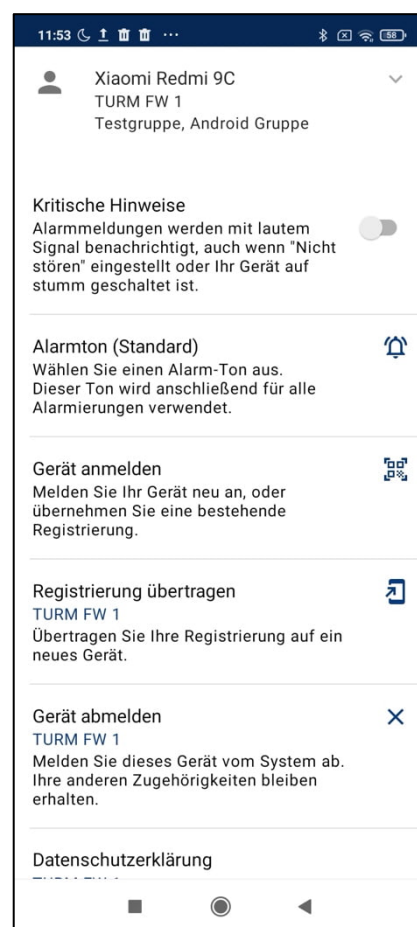 11:53
58
Xiaomi Redmi 9C
TURM FW 1
Testgruppe, Android Gruppe
Kritische Hinweise
Alarmmeldungen werden mit lautem
Signal benachrichtigt, auch wenn "Nicht
stören" eingestellt oder Ihr Gerät auf
stumm geschaltet ist.
Alarmton (Standard)
Wählen Sie einen Alarm-Ton aus.
Dieser Ton wird anschließend für alle
Alarmierungen verwendet.
Gerät anmelden
Melden Sie Ihr Gerät neu an, oder
übernehmen Sie eine bestehende
Registrierung.
Registrierung übertragen
TURM FW 1
Übertragen Sie Ihre Registrierung auf ein
neues Gerät.
Gerät abmelden
TURM FW 1
Melden Sie dieses Gerät vom System ab.
Ihre anderen Zugehörigkeiten bleiben
erhalten.
Datenschutzerklärung